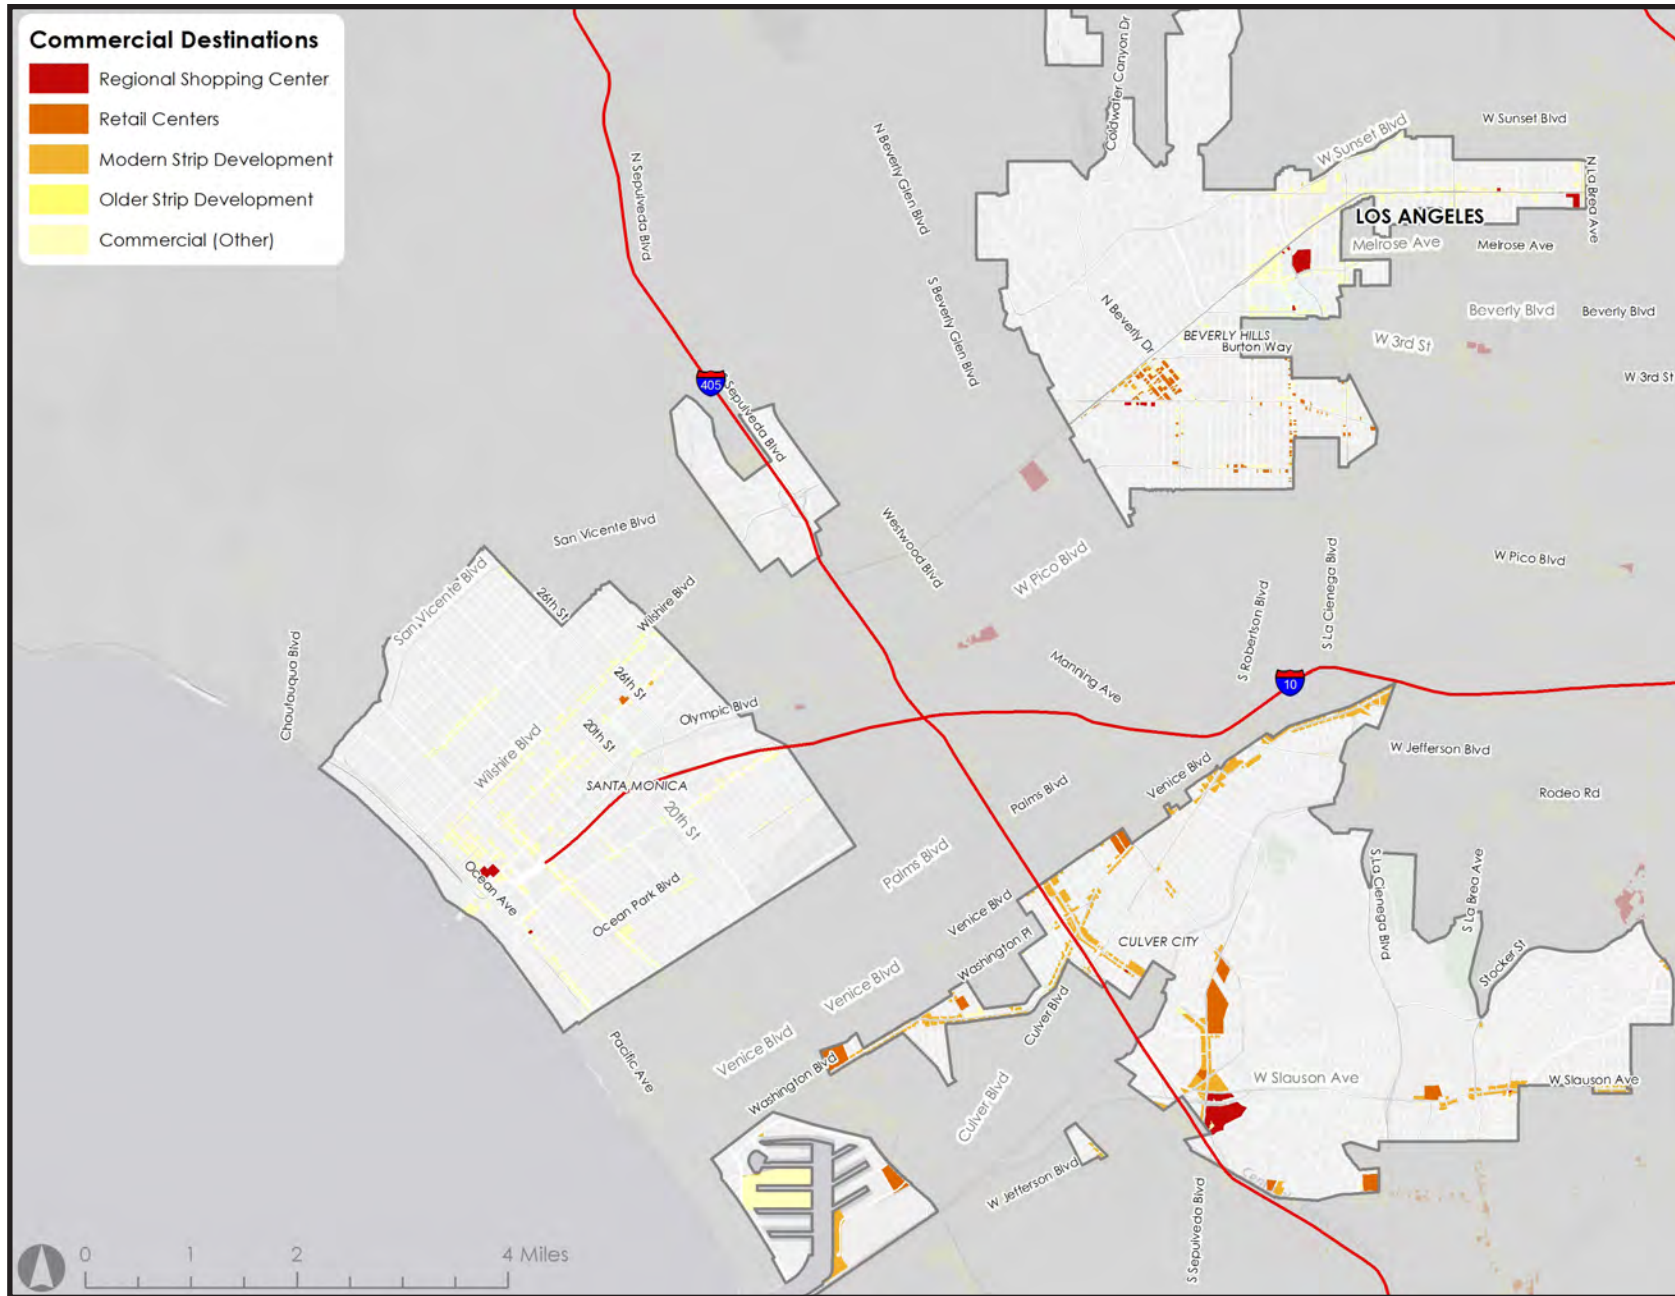 Commercial Destinations
Regional Shopping Center
Retail Centers
Modern Strip Development
Older Strip Development
Commercial (Other)
Coldwater Canyon Dr
N Beverly Glen Blvd
W Sunset Blvd
W Sunset Blvd
N Sepulveda Blvd
N La Brea Ave
LOS ANGELES
Melrose Ave
Melrose Ave
S Beverly Glen Blvd
N Beverly Dr
Beverly Blvd
Beverly Blvd
BEVERLY HILLS
Burton Way
W 3rd St
W 3rd St
405
Sepulveda Blvd
San Vicente Blvd
Westwood Blvd
W Pico Blvd
W Pico Blvd
S La Cienega Blvd
S Robertson Blvd
San Vicente Blvd
26th St
Wilshire Blvd
Choutauqua Blvd
26th St
Manning Ave
10
Olympic Blvd
20th St
Wilshire Blvd
SANTA MONICA
20th St
W Jefferson Blvd
Venice Blvd
Palms Blvd
Rodeo Rd
Palms Blvd
Ocean Ave
Ocean Park Blvd
Venice Blvd
S La Cienega Blvd
S La Brea Ave
CULVER CITY
Washington Pl
Stocker St
Venice Blvd
Culver Blvd
Venice Blvd
Pacific Ave
Washington Blvd
W Slauson Ave
W Slauson Ave
Culver Blvd
W Jefferson Blvd
S Sepulveda Blvd
0 1 2 4 Miles